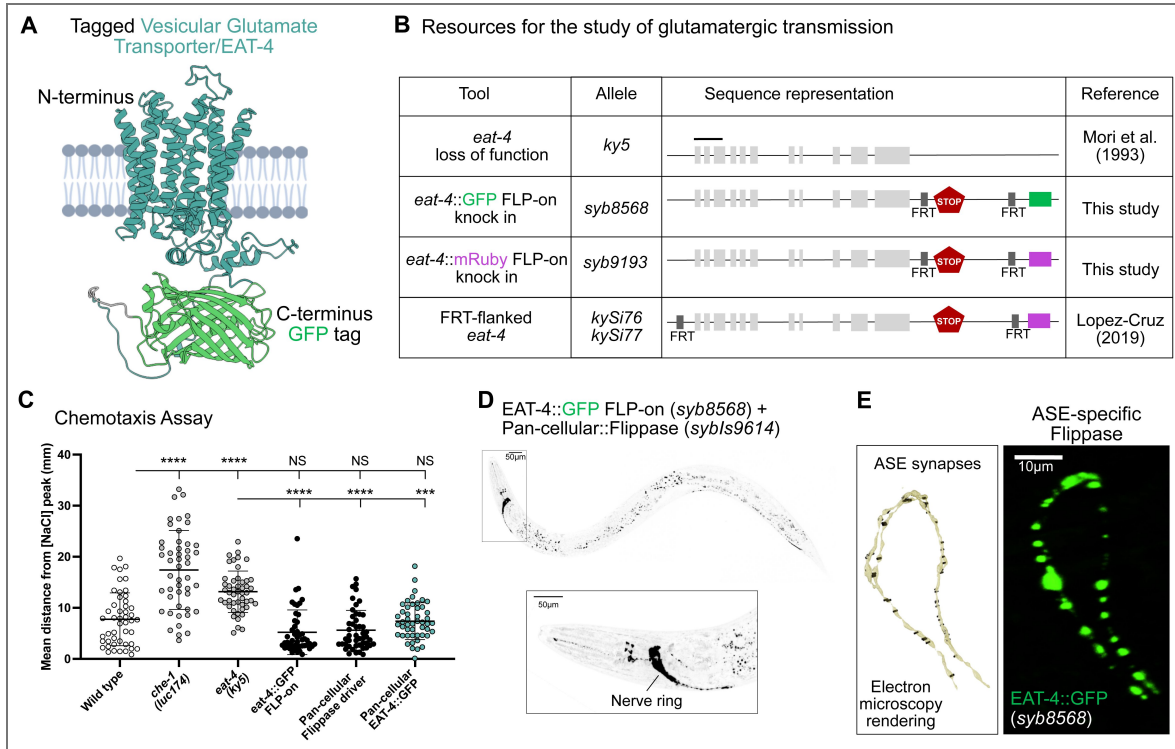 A
Tagged Vesicular Glutamate
Transporter/EAT-4
N-terminus
C-terminus
GFP tag
B Resources for the study of glutamatergic transmission
Tool Allele Sequence representation Reference
eat-4
loss of function
ky5
Mori et al.
(1993)
eat-4::GFP FLP-on
knock in
syb8568
FRT STOP FRT
This study
eat-4::mRuby FLP-on
knock in
syb9193
FRT STOP FRT
This study
FRT-flanked
eat-4
kySi76
kySi77
FRT STOP FRT
Lopez-Cruz
(2019)
C
Chemotaxis Assay
**** **** NS NS NS
**** **** ***
Mean distance from [NaCl] peak (mm)
40
30
20
10
0
Wild type
che-1
(luc174)
eat-4
(ky5)
eat-4::GFP
FLP-on
Pan-cellular
Flippase driver
Pan-cellular
EAT-4::GFP
D
EAT-4::GFP FLP-on (syb8568) +
Pan-cellular::Flippase (sybIs9614)
50µm
50µm
Nerve ring
E
ASE synapses
Electron
microscopy
rendering
ASE-specific
Flippase
10µm
EAT-4::GFP
(syb8568)